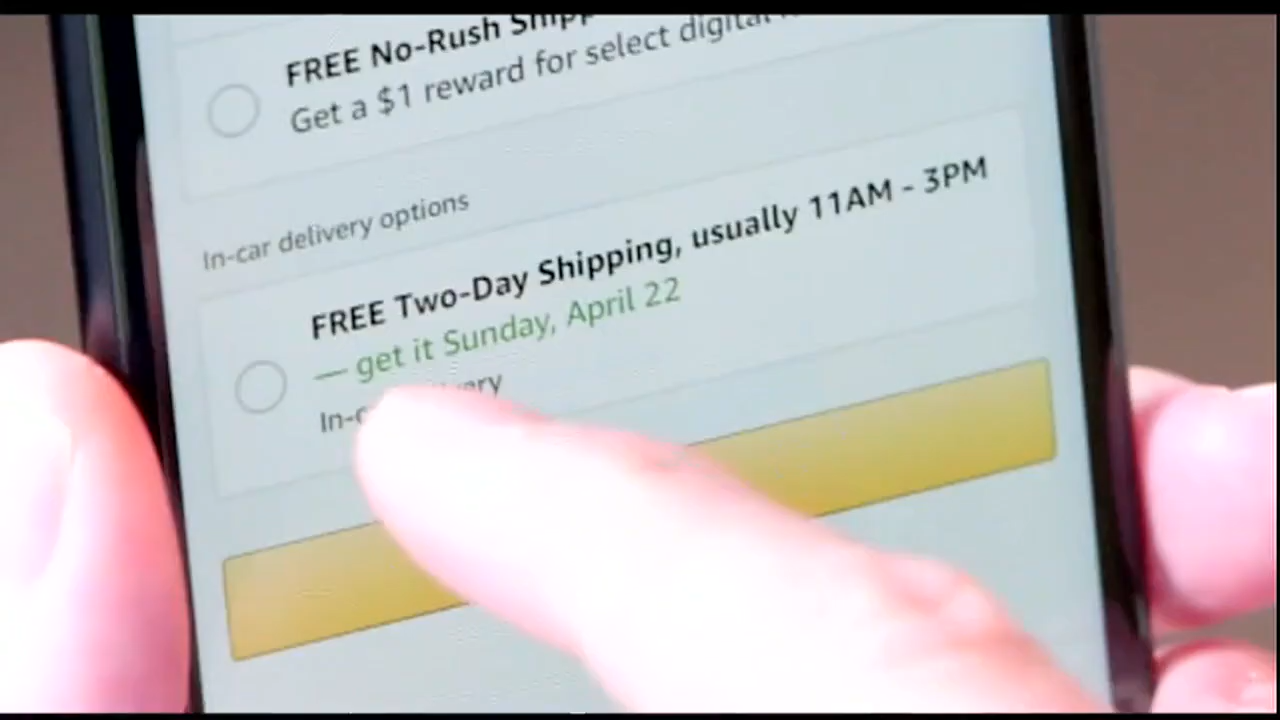 FREE No-Rush
Get a $1 reward for select digital
In-car delivery options
FREE Two-Day Shipping, usually 11AM - 3PM
— get it Sunday, April 22